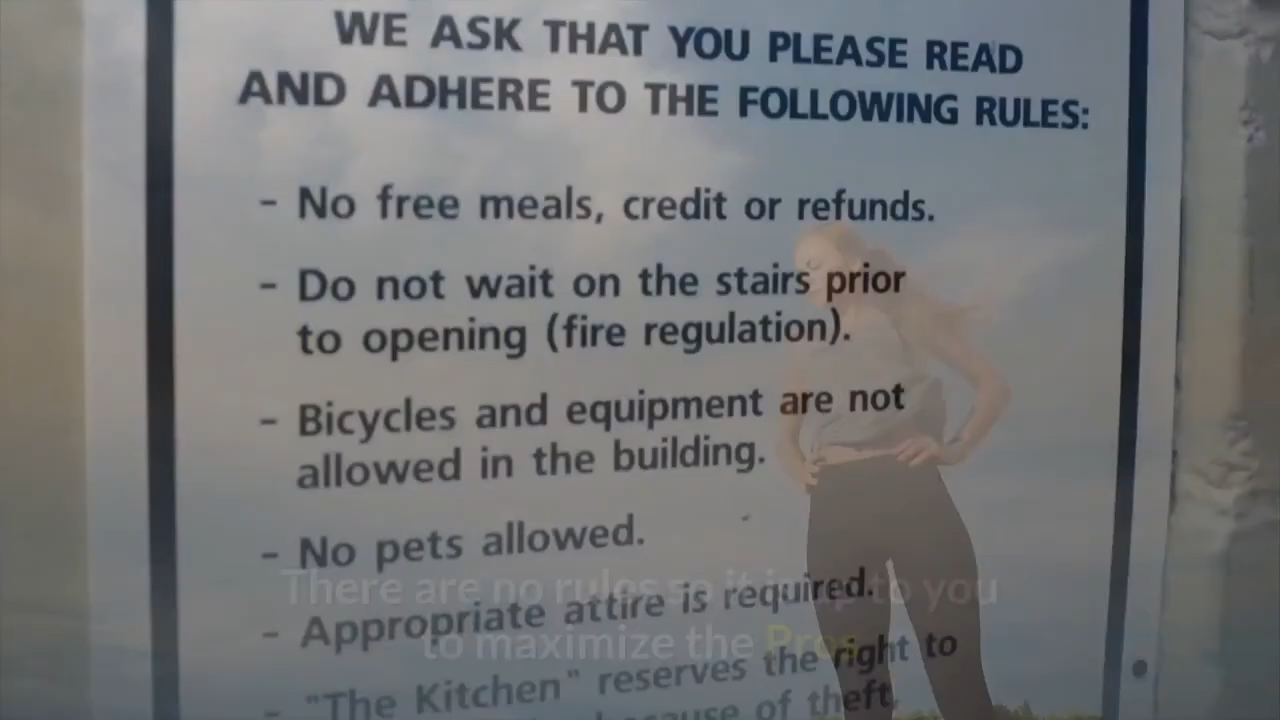 WE ASK THAT YOU PLEASE READ
AND ADHERE TO THE FOLLOWING RULES:
- No free meals, credit or refunds.
- Do not wait on the stairs prior
to opening (fire regulation).
- Bicycles and equipment are not
allowed in the building.
- No pets allowed.
- Appropriate attire is required.
- "The Kitchen" reserves the right to
because of theft,
There are no rules so it is up to you
to maximize the Pros